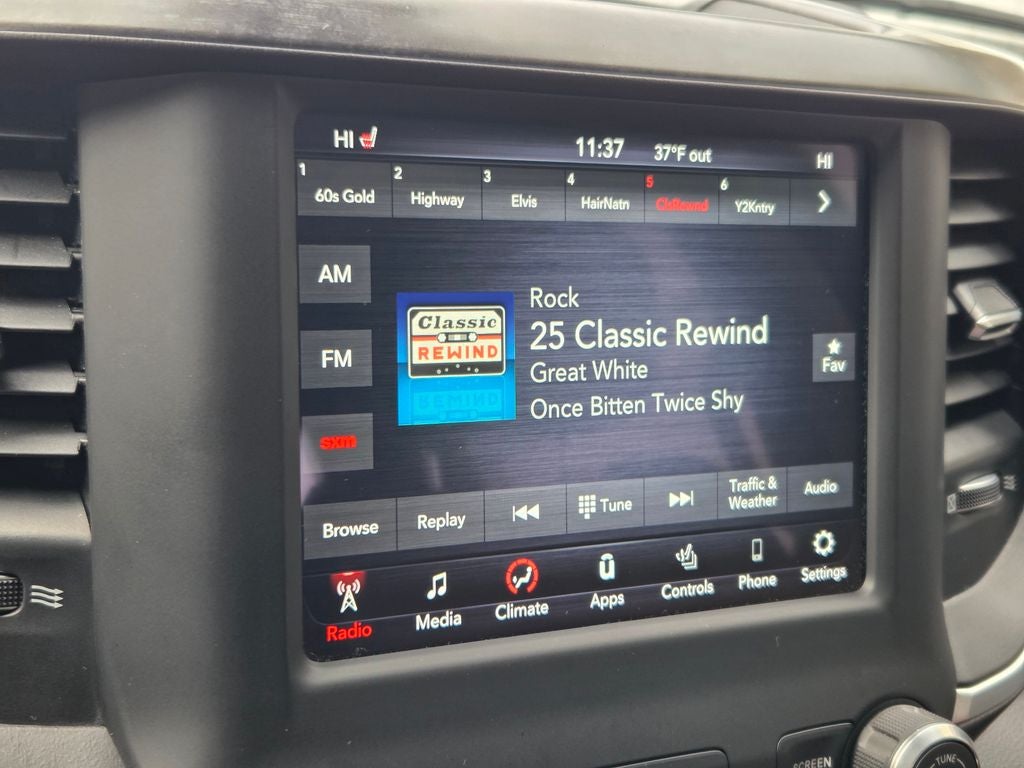 HI 11:37 37°F out HI
1 60s Gold 2 Highway 3 Elvis 4 HairNatn 5 ClsRewnd 6 Y2Kntry
AM
FM
sxm
Classic
REWIND
Rock
25 Classic Rewind
Great White
Once Bitten Twice Shy
Fav
Browse Replay Tune Traffic & Weather Audio
Radio Media Climate Apps Controls Phone Settings
SCREEN
TUNE